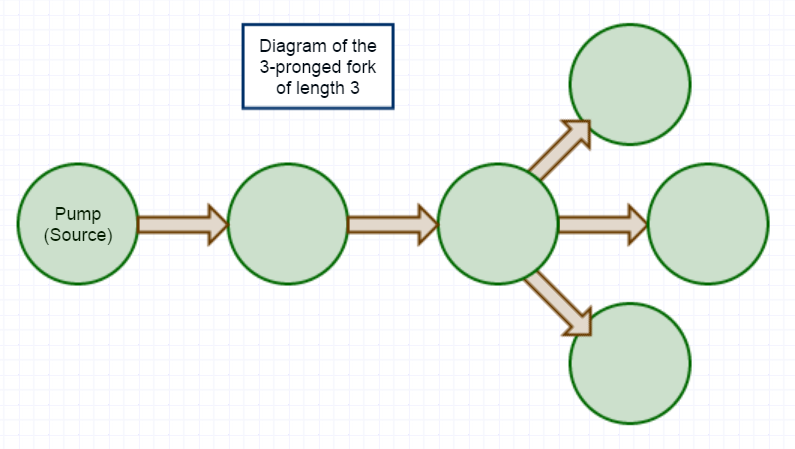 Diagram of the
3-pronged fork
of length 3
Pump
(Source)